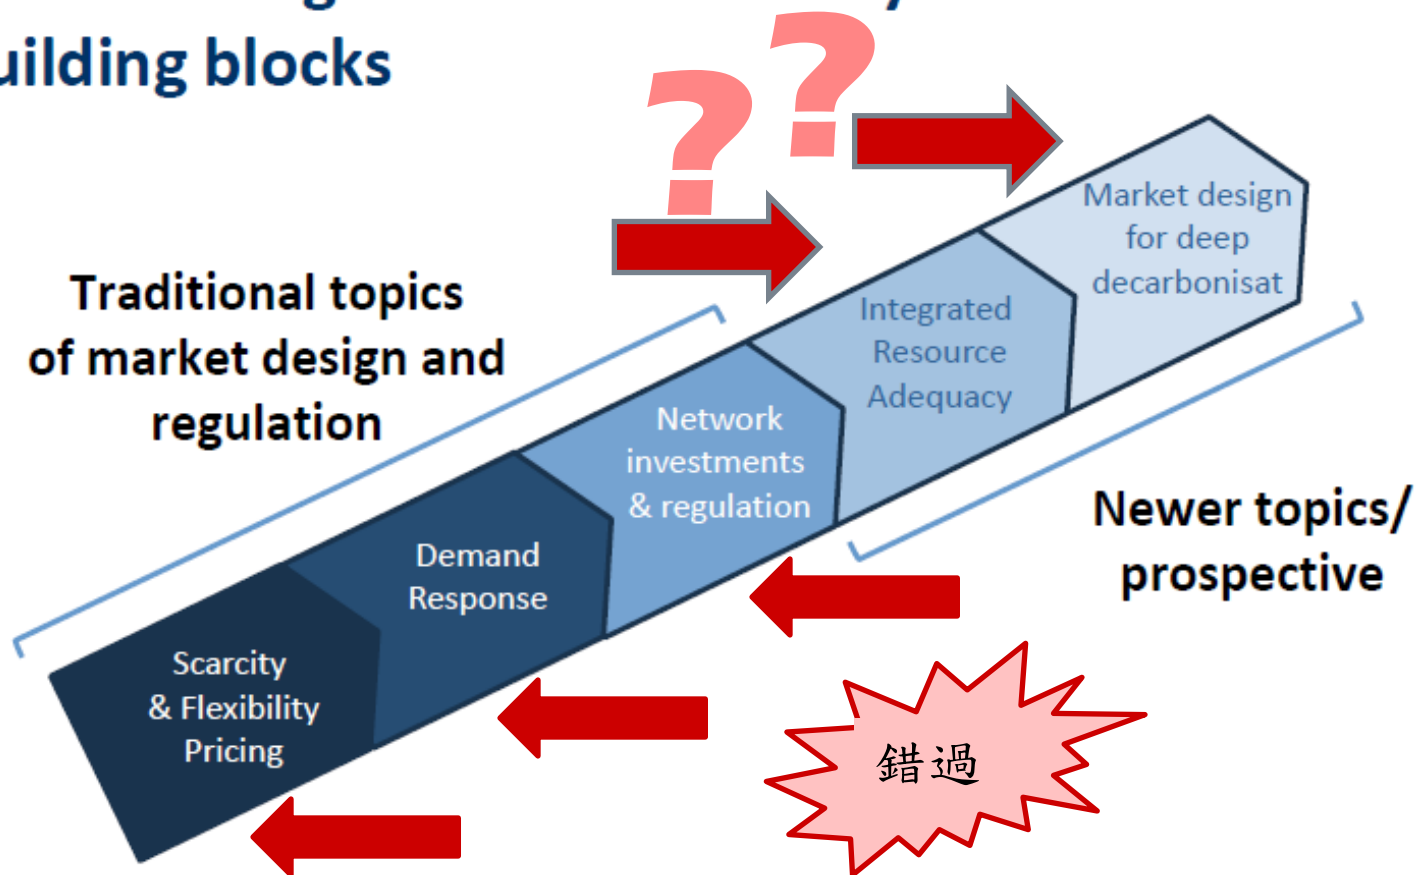 uilding blocks
?
?
Traditional topics
of market design and
regulation
Market design
for deep
decarbonisat
Integrated
Resource
Adequacy
Network
investments
& regulation
Demand
Response
Scarcity
& Flexibility
Pricing
Newer topics/
prospective
錯過